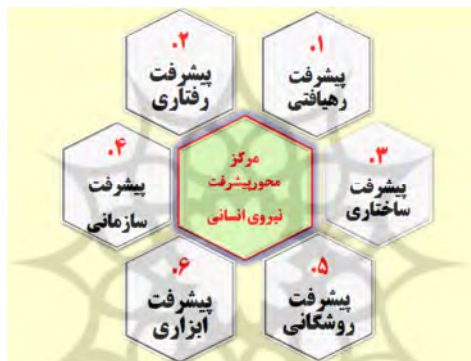 ۱.
پیشرفت
رهیافتی
۲.
پیشرفت
رفتاری
مرکز
محورپیشرفت
نیروی انسانی
۳.
پیشرفت
ساختاری
۴.
پیشرفت
سازمانی
۵.
پیشرفت
روشگانی
۶.
پیشرفت
ابزاری